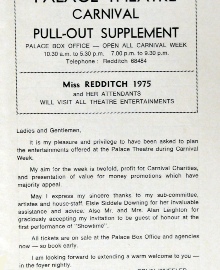 PALACE THEATRE
CARNIVAL
PULL-OUT SUPPLEMENT
PALACE BOX OFFICE — OPEN ALL CARNIVAL WEEK
10.30 a.m. to 5.30 p.m. 7.00 p.m. to 9.30 p.m.
Telephone: Redditch 68484
Miss REDDITCH 1975
and HER ATTENDANTS
WILL VISIT ALL THEATRE ENTERTAINMENTS
Ladies and Gentlemen,
It is my pleasure and privilege to have been asked to plan
the entertainments offered at the Palace Theatre during Carnival
Week.
My aim for the week is twofold, profit for Carnival Charities,
and presentation of value for money promotions which have
majority appeal.
May I express my sincere thanks to my sub-committee,
artistes and house-staff. Elsie Siddele Downing for her invaluable
assistance and advice. Also Mr. and Mrs. Alan Leighton for
graciously accepting my invitation to be guest of honour at the
first performance of "Showtime".
All tickets are on sale at the Palace Box Office and agencies
now — so book early.
I am looking forward to extending a warm welcome to you —
in the foyer nightly.